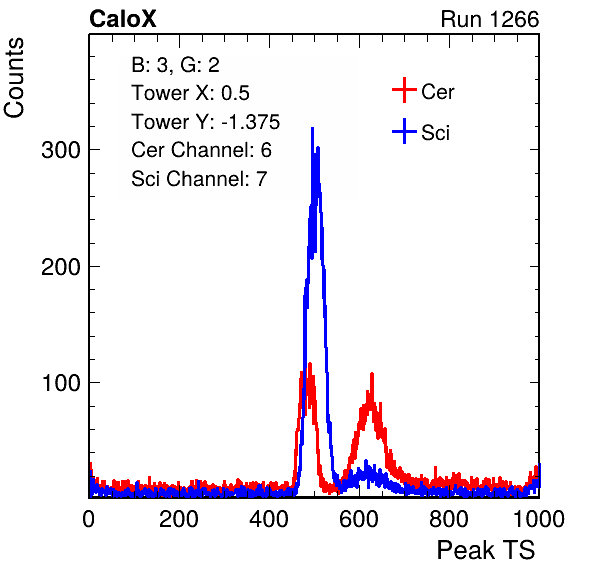 CaloX Run 1266
Counts
B: 3, G: 2
Tower X: 0.5
Tower Y: -1.375
Cer Channel: 6
Sci Channel: 7
Cer
Sci
300
200
100
0 200 400 600 800 1000
Peak TS